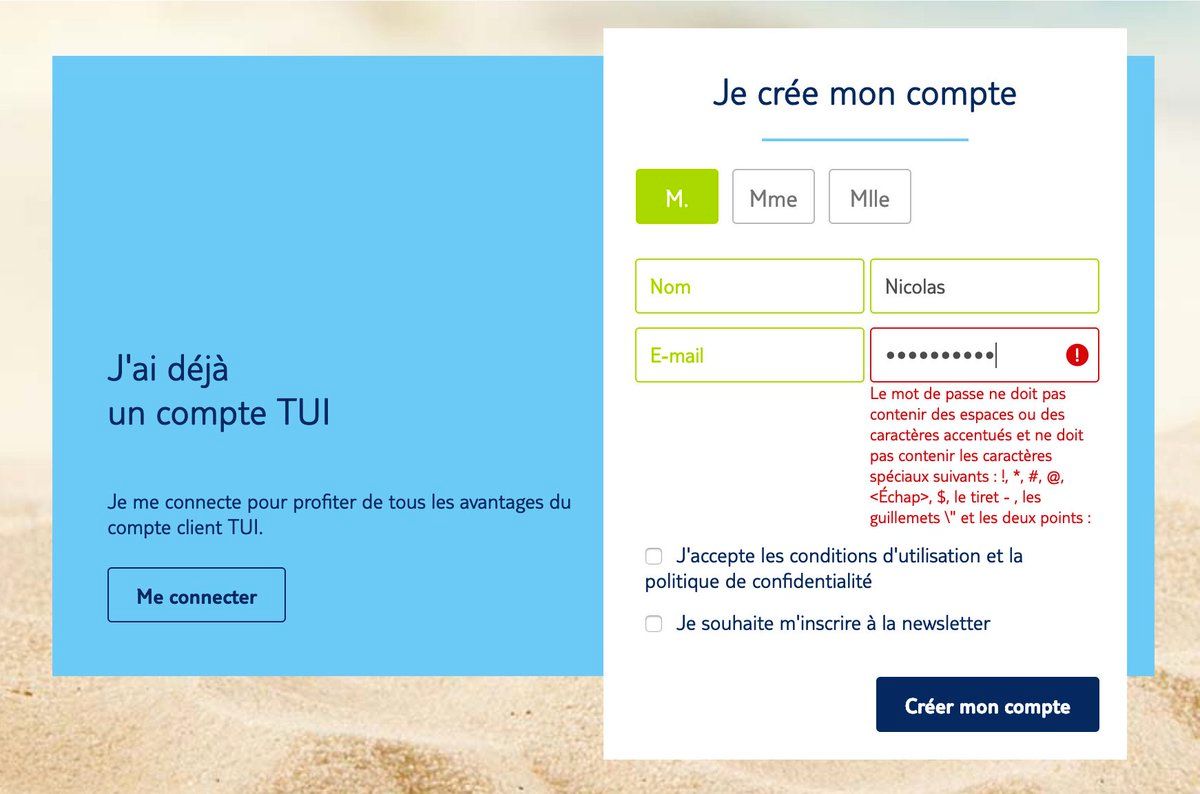 J'ai déjà
un compte TUI
Je me connecte pour profiter de tous les avantages du
compte client TUI.
Me connecter
Je crée mon compte
M.
Mme
Mlle
Nom
Nicolas
E-mail
••••••••••
!
Le mot de passe ne doit pas
contenir des espaces ou des
caractères accentués et ne doit
pas contenir les caractères
spéciaux suivants : !, *, #, @,
<Échap>, $, le tiret - , les
guillemets \" et les deux points :
J'accepte les conditions d'utilisation et la
politique de confidentialité
Je souhaite m'inscrire à la newsletter
Créer mon compte